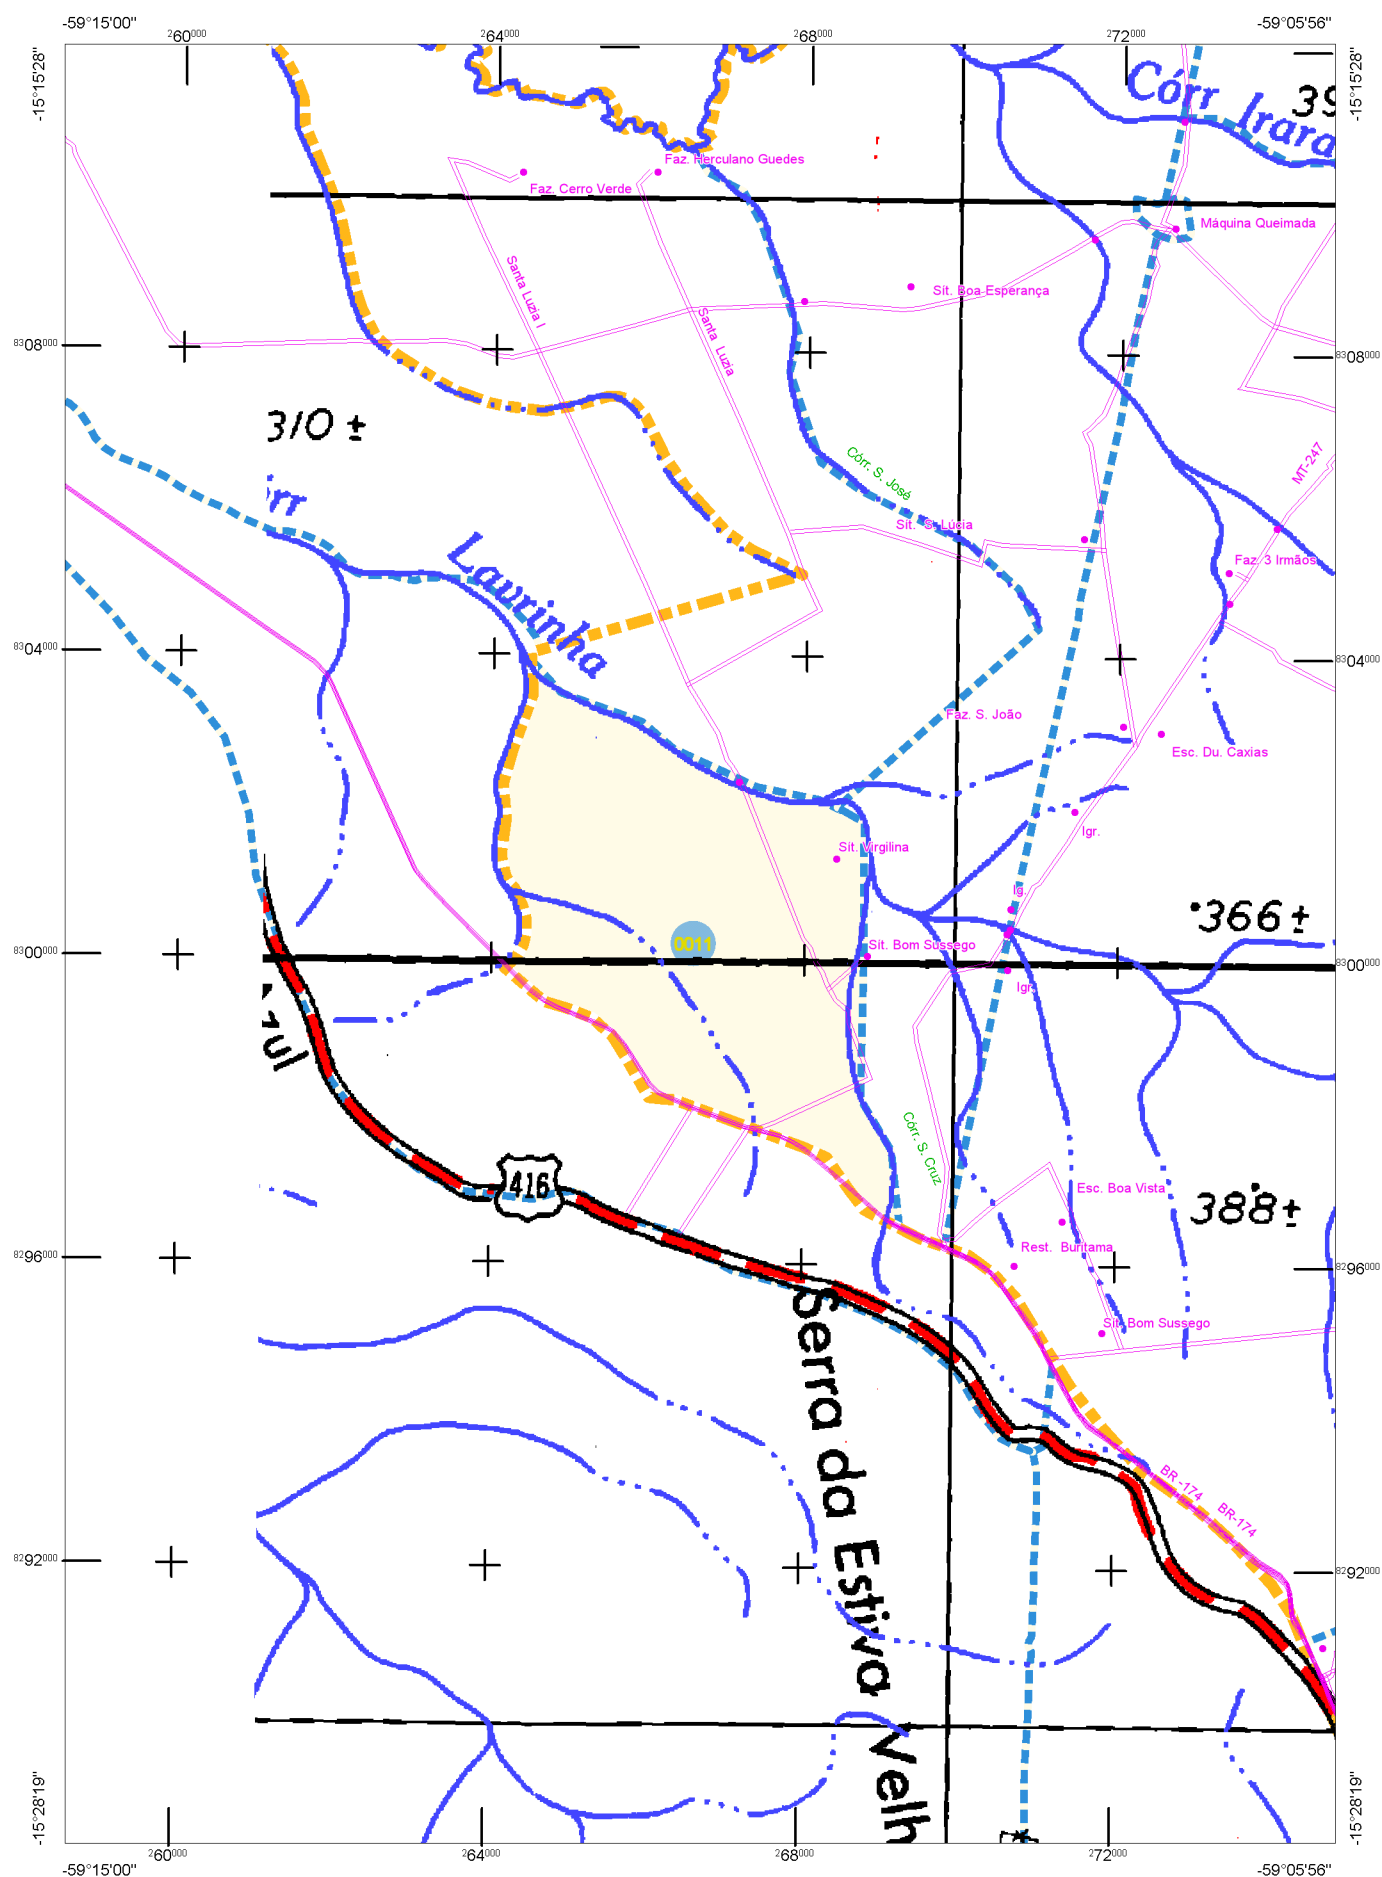 -59°15'00"
-59°05'56"
260000
264000
268000
272000
-15°15'28"
-15°15'28"
Córr. Irara
39
Faz. Herculano Guedes
Faz. Cerro Verde
Máquina Queimada
Santa Luzia I
Sit. Boa Esperança
Santa Luzia
8308000
8308000
310 ±
Córr. S. José
MT-247
rr
Laurinha
Sit. S. Lúcia
Faz. 3 Irmãos
8304000
8304000
Faz. S. João
Esc. Du. Caxias
Igr.
Sit. Virgilina
Ig.
366±
0011
Sit. Bom Sussego
8300000
8300000
Igr.
zul
Córr. S. Cruz
416
Esc. Boa Vista
388±
Rest. Buritama
8296000
8296000
Sit. Bom Sussego
Serra da Estiva Velh
BR -174
BR-174
8292000
8292000
-15°28'19"
-15°28'19"
260000
264000
268000
272000
-59°15'00"
-59°05'56"